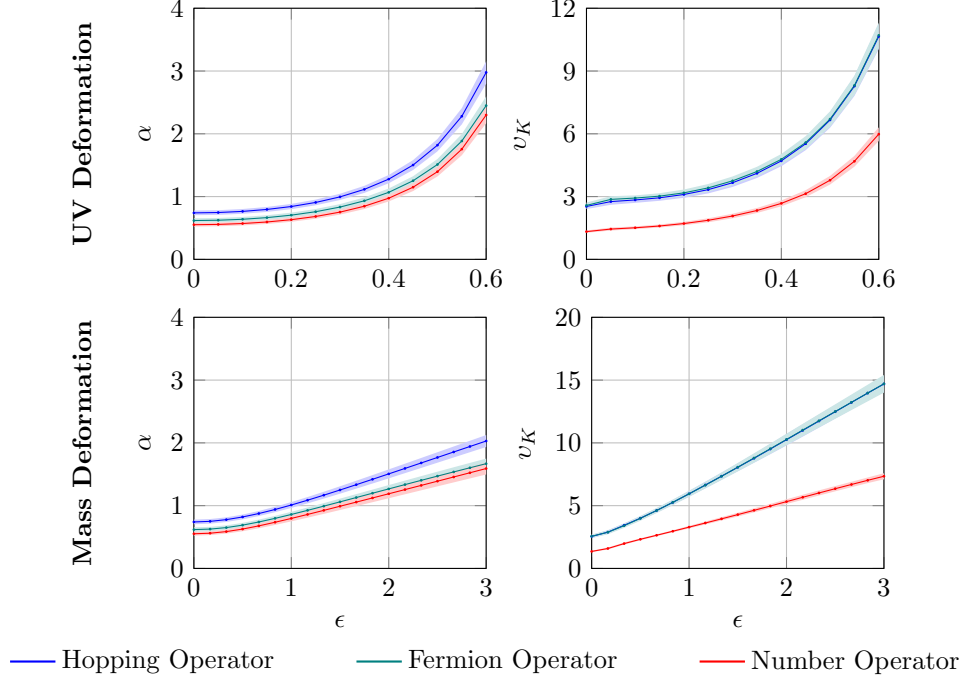 UV Deformation
α
4
3
2
1
0
0 0.2 0.4 0.6
v_K
12
9
6
3
0
0 0.2 0.4 0.6
Mass Deformation
α
4
3
2
1
0
0 1 2 3
ϵ
v_K
20
15
10
5
0
0 1 2 3
ϵ
Hopping Operator Fermion Operator Number Operator